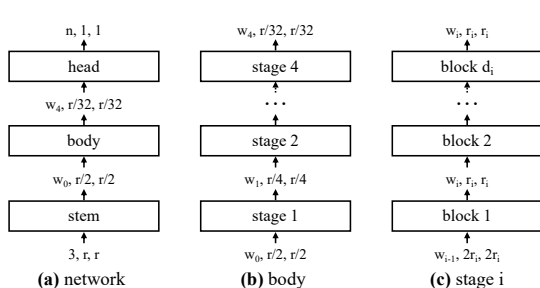 n, 1, 1
head
w₄, r/32, r/32
body
w₀, r/2, r/2
stem
3, r, r
(a) network
w₄, r/32, r/32
stage 4
...
stage 2
w₁, r/4, r/4
stage 1
w₀, r/2, r/2
(b) body
wᵢ, rᵢ, rᵢ
block dᵢ
...
block 2
wᵢ, rᵢ, rᵢ
block 1
wᵢ₋₁, 2rᵢ, 2rᵢ
(c) stage i